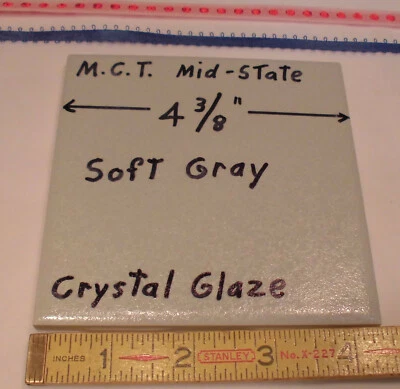 M.C.T. Mid-State
4 3/8"
Soft Gray
Crystal Glaze
INCHES 1 2 STANLEY 3 No. X-227 4